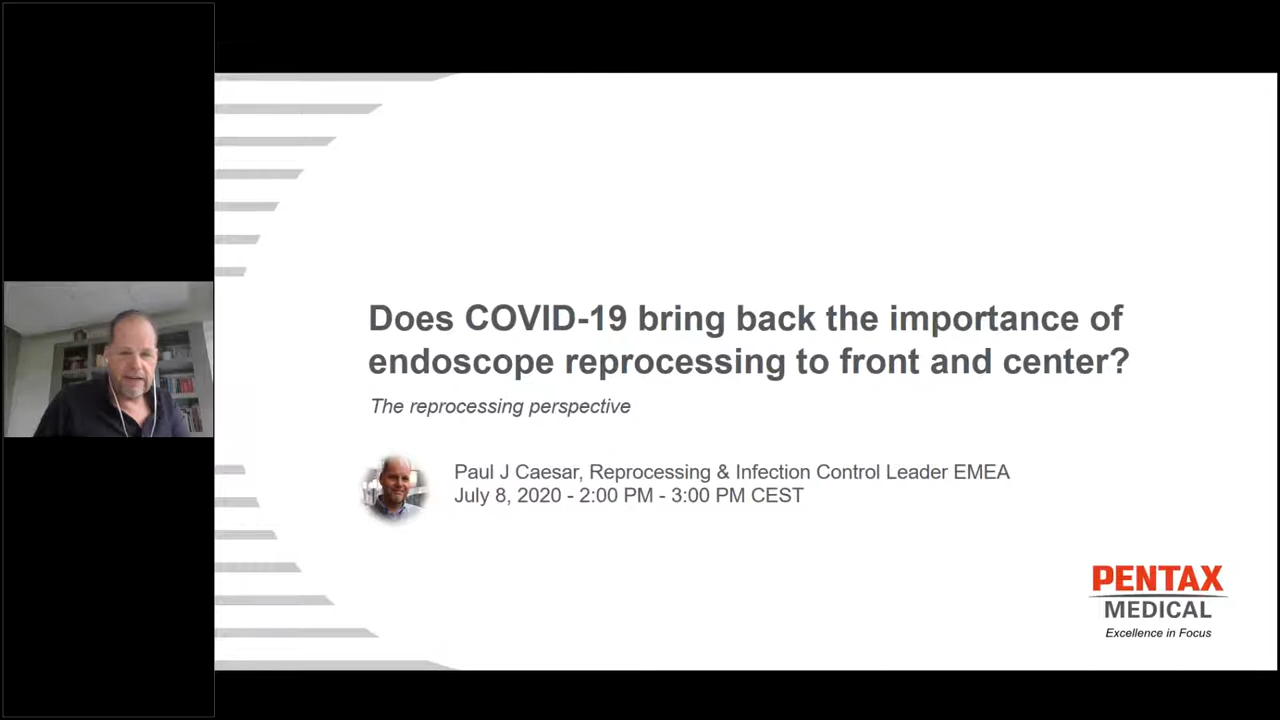 Does COVID-19 bring back the importance of
endoscope reprocessing to front and center?
The reprocessing perspective
Paul J Caesar, Reprocessing & Infection Control Leader EMEA
July 8, 2020 - 2:00 PM - 3:00 PM CEST
PENTAX
MEDICAL
Excellence in Focus